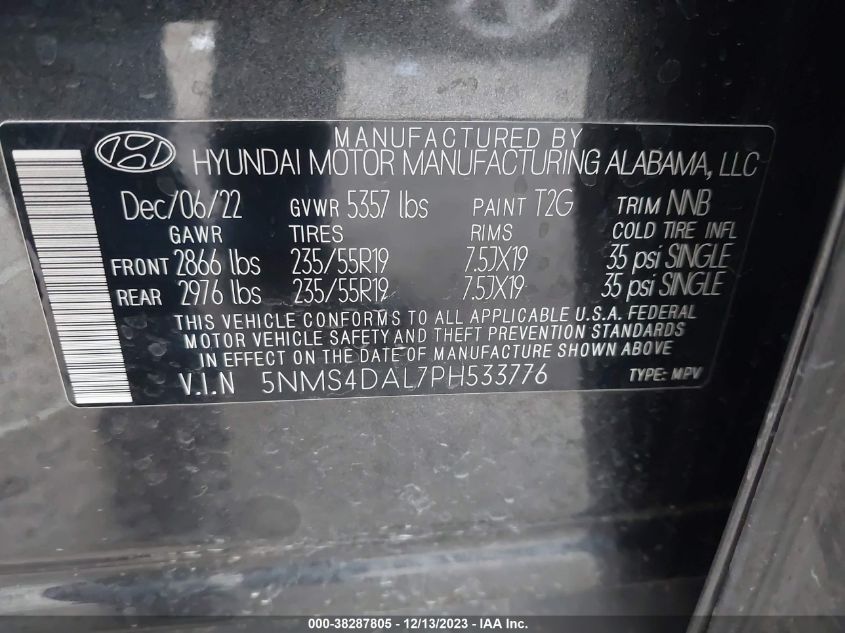 MANUFACTURED BY
HYUNDAI MOTOR MANUFACTURING ALABAMA, LLC
Dec/06/22 GVWR 5357 lbs PAINT T2G TRIM NNB
GAWR TIRES RIMS COLD TIRE INFL
FRONT 2866 lbs 235/55R19 7.5JX19 35 psi SINGLE
REAR 2976 lbs 235/55R19 7.5JX19 35 psi SINGLE
THIS VEHICLE CONFORMS TO ALL APPLICABLE U.S.A. FEDERAL
MOTOR VEHICLE SAFETY AND THEFT PREVENTION STANDARDS
IN EFFECT ON THE DATE OF MANUFACTURE SHOWN ABOVE
V.I.N 5NMS4DAL7PH533776 TYPE: MPV
000-38287805 - 12/13/2023 - IAA Inc.